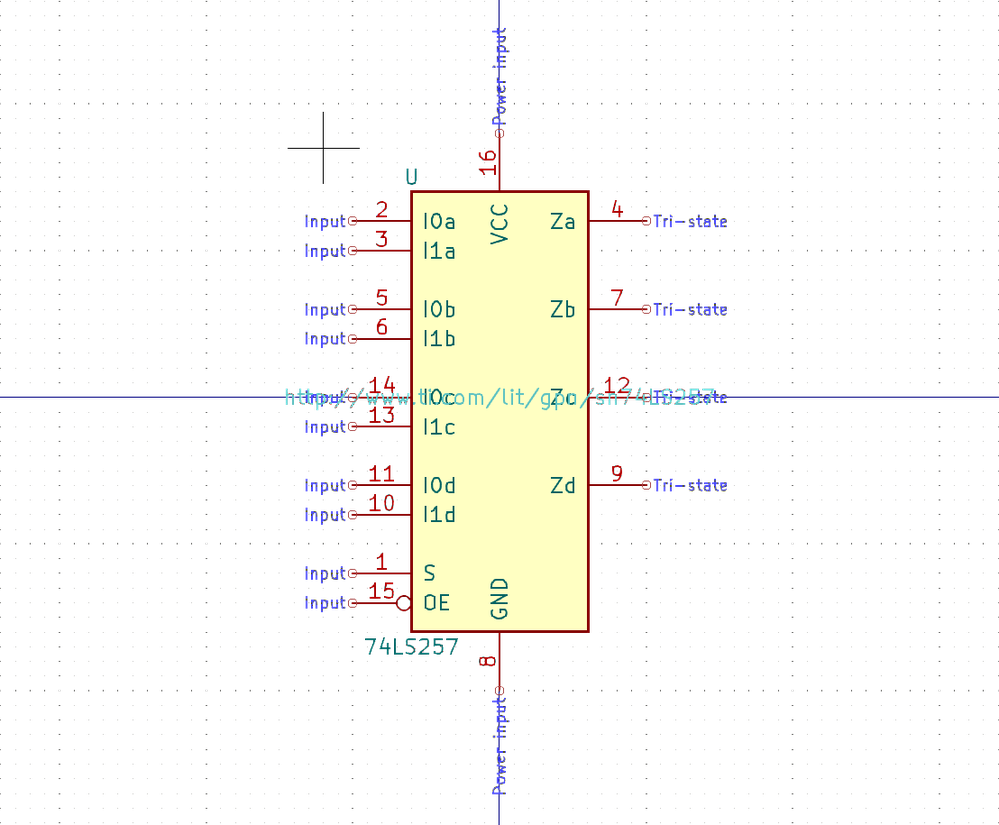 Power input
16
U
VCC
Input 2 I0a Za 4 Tri-state
Input 3 I1a
Input 5 I0b Zb 7 Tri-state
Input 6 I1b
Input 14 I0c Zc 12 Tri-state
http://www.ti.com/lit/gpn/sn74LS257
Input 13 I1c
Input 11 I0d Zd 9 Tri-state
Input 10 I1d
Input 1 S
Input 15 OE
GND
74LS257
8
Power input